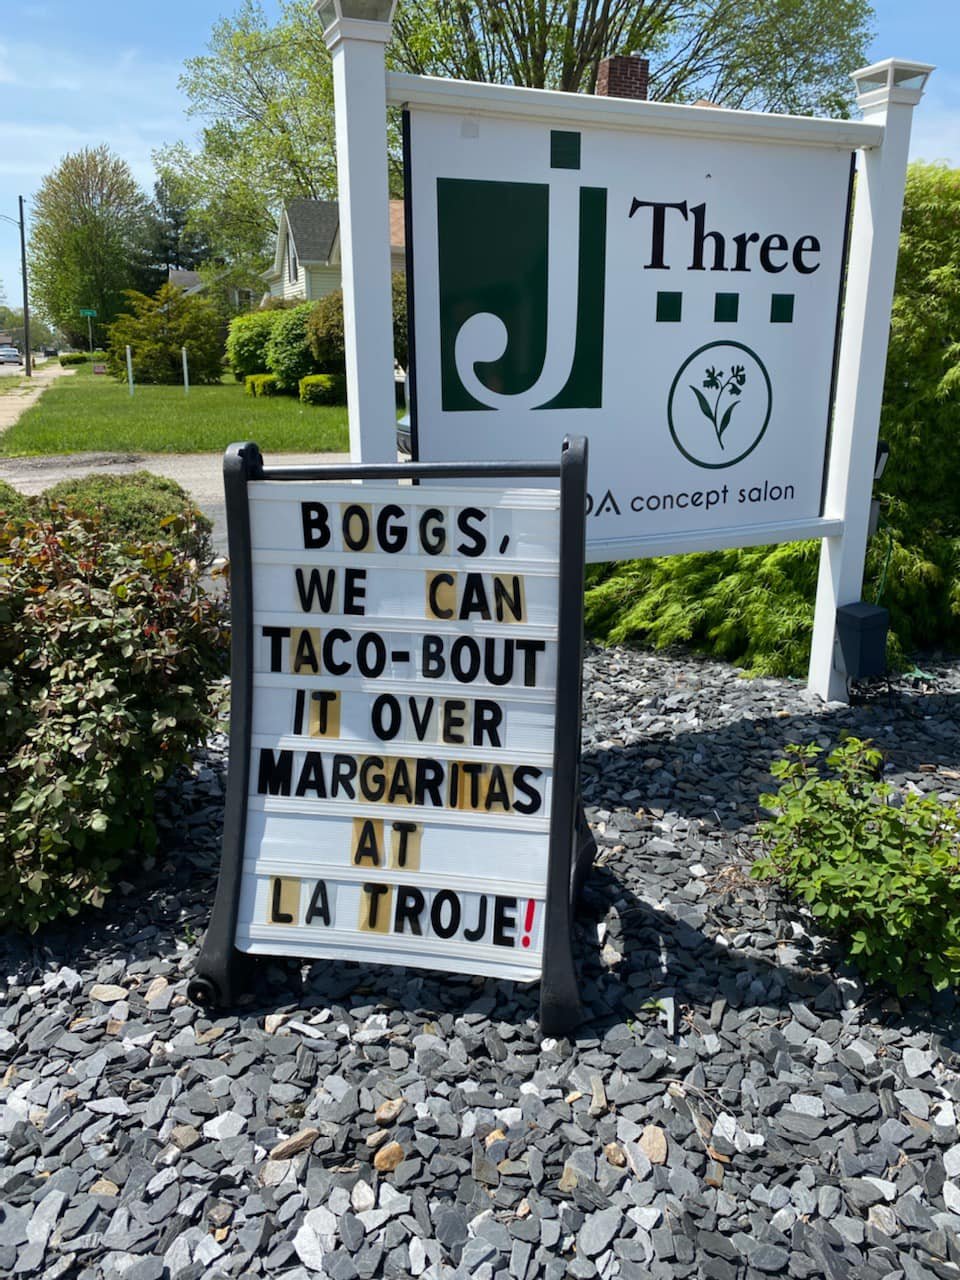 j Three
concept salon
BOGGS,
WE CAN
TACO-BOUT
IT OVER
MARGARITAS
AT
LA TROJE!